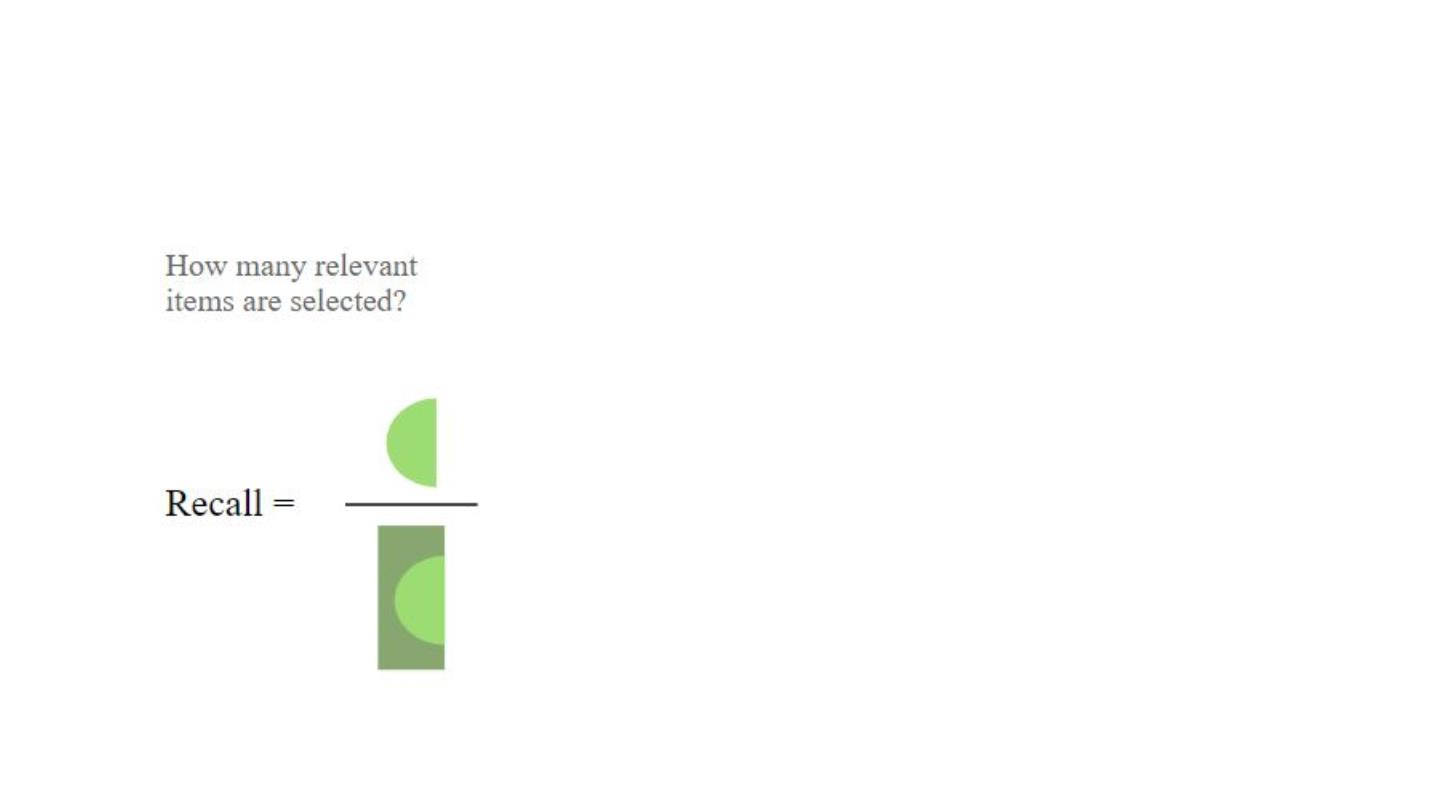 How many relevant
items are selected?
Recall =